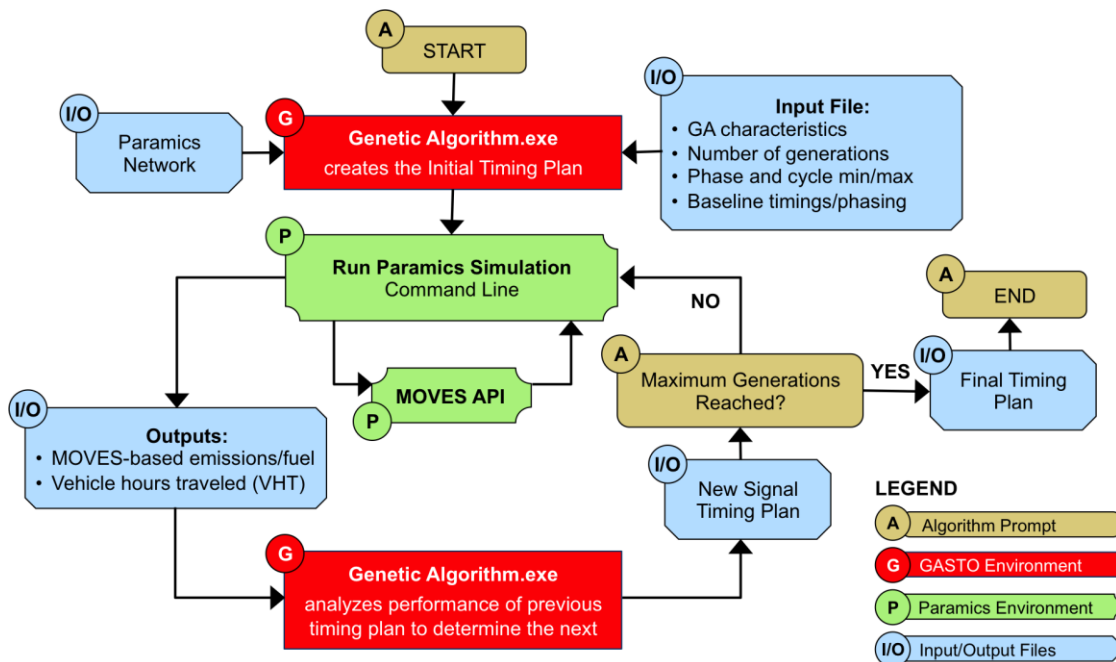 A
START
I/O
Paramics
Network
G
Genetic Algorithm.exe
creates the Initial Timing Plan
I/O
Input File:
• GA characteristics
• Number of generations
• Phase and cycle min/max
• Baseline timings/phasing
P
Run Paramics Simulation
Command Line
MOVES API
P
NO
A
Maximum Generations
Reached?
YES
A
END
I/O
Final Timing
Plan
I/O
Outputs:
• MOVES-based emissions/fuel
• Vehicle hours traveled (VHT)
I/O
New Signal
Timing Plan
G
Genetic Algorithm.exe
analyzes performance of previous
timing plan to determine the next
LEGEND
A Algorithm Prompt
G GASTO Environment
P Paramics Environment
I/O Input/Output Files